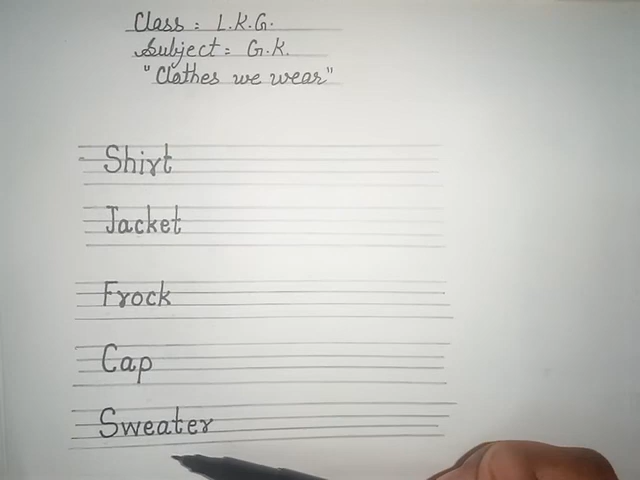 Class : L.K.G.
Subject : G.K.
"Clothes we wear"
Shirt
Jacket
Frock
Cap
Sweater